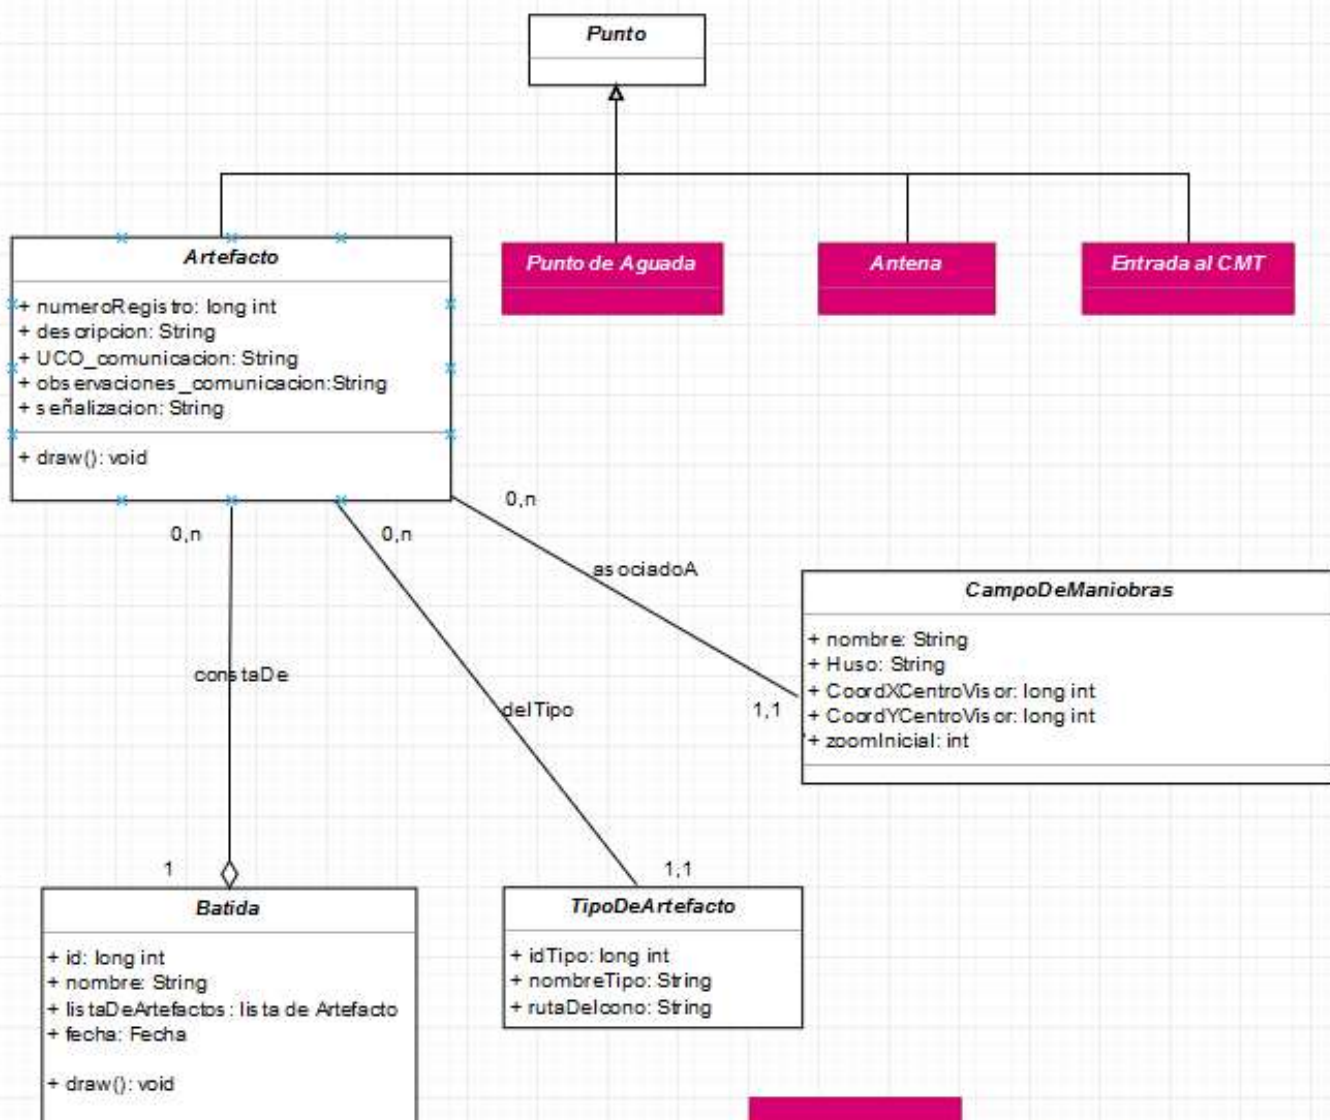 Punto
Artefacto
+ numeroRegistro: long int
+ descripcion: String
+ UCO_comunicacion: String
+ observaciones_comunicacion:String
+ señalizacion: String
+ draw(): void
Punto de Aguada
Antena
Entrada al CMT
0,n
0,n
0,n
asociadoA
constaDe
delTipo
1,1
CampoDeManiobras
+ nombre: String
+ Huso: String
+ CoordXCentroVisor: long int
+ CoordYCentroVisor: long int
+ zoomInicial: int
1
1,1
Batida
+ id: long int
+ nombre: String
+ listaDeArtefactos: lista de Artefacto
+ fecha: Fecha
+ draw(): void
TipoDeArtefacto
+ idTipo: long int
+ nombreTipo: String
+ rutaDeIcono: String